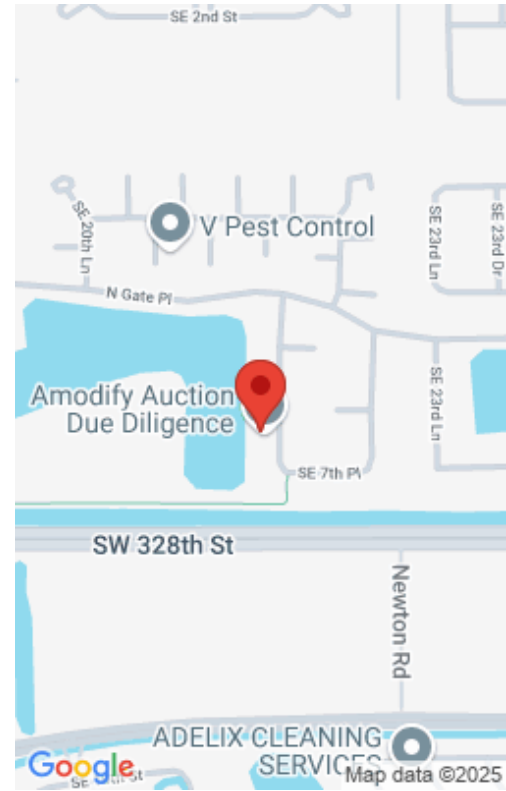 SE 2nd St
V Pest Control
SE 20th Ln
SE 23rd Ln
SE 23rd Dr
N Gate Pl
Amodify Auction
Due Diligence
SE 23rd Ln
SE 7th Pl
SW 328th St
Newton Rd
ADELIX CLEANING
SERVICES
Google
Map data ©2025